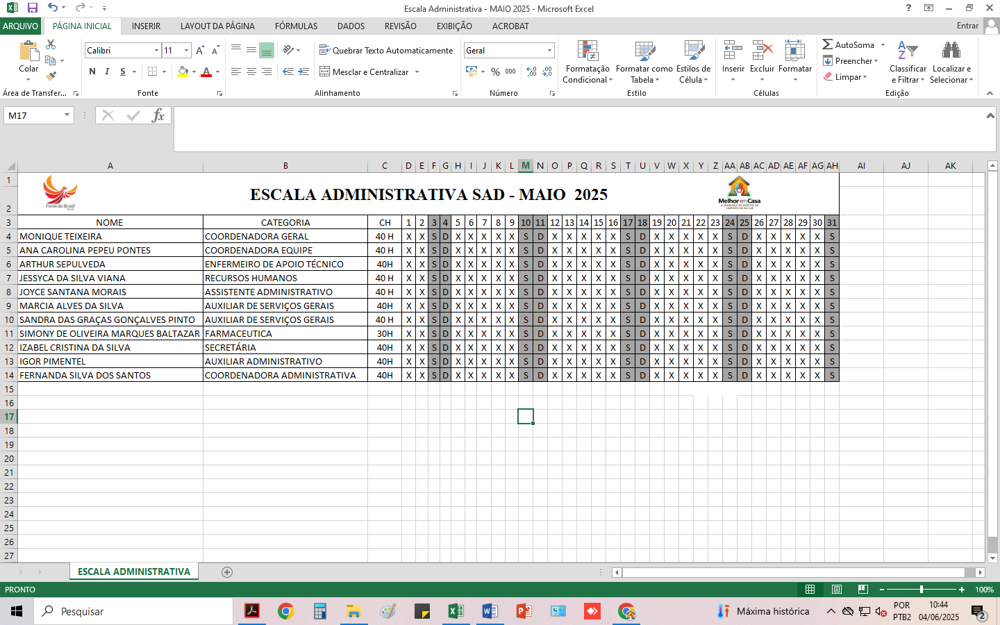 Escala Administrativa - MAIO 2025 - Microsoft Excel
ARQUIVO PÁGINA INICIAL INSERIR LAYOUT DA PÁGINA FÓRMULAS DADOS REVISÃO EXIBIÇÃO ACROBAT Entrar
Calibri 11 Quebrar Texto Automaticamente Geral AutoSoma
Preencher
Colar N I S Mesclar e Centralizar % 000 Formatação Condicional Formatar como Tabela Estilos de Célula Inserir Excluir Formatar Limpar Classificar e Filtrar Localizar e Selecionar
Área de Transfer... Fonte Alinhamento Número Estilo Células Edição
M17 fx
A B C D E F G H I J K L M N O P Q R S T U V W X Y Z AA AB AC AD AE AF AG AH AI AJ AK
1
2 Fenix do Brasil ESCALA ADMINISTRATIVA SAD - MAIO 2025 Melhor em Casa A SEGURANÇA DO HOSPITAL NO CONFORTO DO SEU LAR
3 NOME CATEGORIA CH 1 2 3 4 5 6 7 8 9 10 11 12 13 14 15 16 17 18 19 20 21 22 23 24 25 26 27 28 29 30 31
4 MONIQUE TEIXEIRA COORDENADORA GERAL 40 H X X S D X X X X X S D X X X X X S D X X X X X S D X X X X X S
5 ANA CAROLINA PEPEU PONTES COORDENADORA EQUIPE 40 H X X S D X X X X X S D X X X X X S D X X X X X S D X X X X X S
6 ARTHUR SEPULVEDA ENFERMEIRO DE APOIO TÉCNICO 40H X X S D X X X X X S D X X X X X S D X X X X X S D X X X X X S
7 JESSYCA DA SILVA VIANA RECURSOS HUMANOS 40 H X X S D X X X X X S D X X X X X S D X X X X X S D X X X X X S
8 JOYCE SANTANA MORAIS ASSISTENTE ADMINISTRATIVO 40 H X X S D X X X X X S D X X X X X S D X X X X X S D X X X X X S
9 MARCIA ALVES DA SILVA AUXILIAR DE SERVIÇOS GERAIS 40H X X S D X X X X X S D X X X X X S D X X X X X S D X X X X X S
10 SANDRA DAS GRAÇAS GONÇALVES PINTO AUXILIAR DE SERVIÇOS GERAIS 40 H X X S D X X X X X S D X X X X X S D X X X X X S D X X X X X S
11 SIMONY DE OLIVEIRA MARQUES BALTAZAR FARMACEUTICA 30H X X S D X X X X X S D X X X X X S D X X X X X S D X X X X X S
12 IZABEL CRISTINA DA SILVA SECRETÁRIA 40H X X S D X X X X X S D X X X X X S D X X X X X S D X X X X X S
13 IGOR PIMENTEL AUXILIAR ADMINISTRATIVO 40H X X S D X X X X X S D X X X X X S D X X X X X S D X X X X X S
14 FERNANDA SILVA DOS SANTOS COORDENADORA ADMINISTRATIVA 40H X X S D X X X X X S D X X X X X S D X X X X X S D X X X X X S
15
16
17
18
19
20
21
22
23
24
25
26
27
ESCALA ADMINISTRATIVA
PRONTO 100%
Pesquisar Máxima histórica POR PTB2 10:44 04/06/2025 2